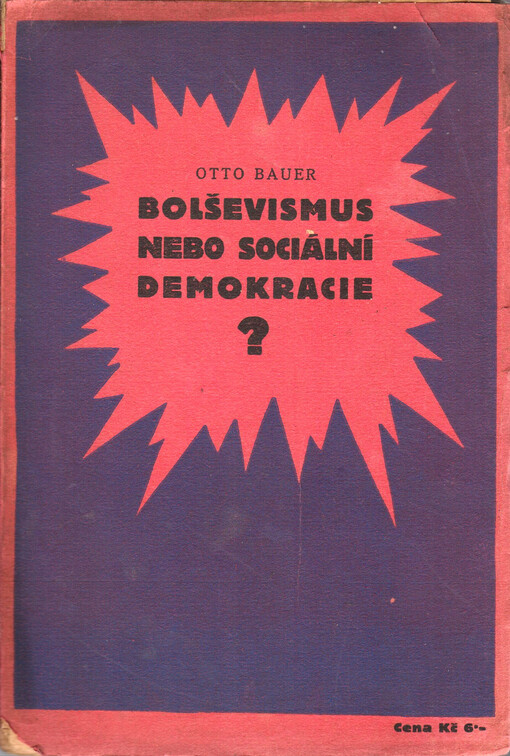 OTTO BAUER
BOLŠEVISMUS
NEBO SOCIÁLNÍ
DEMOKRACIE
?
Cena Kč 6·–